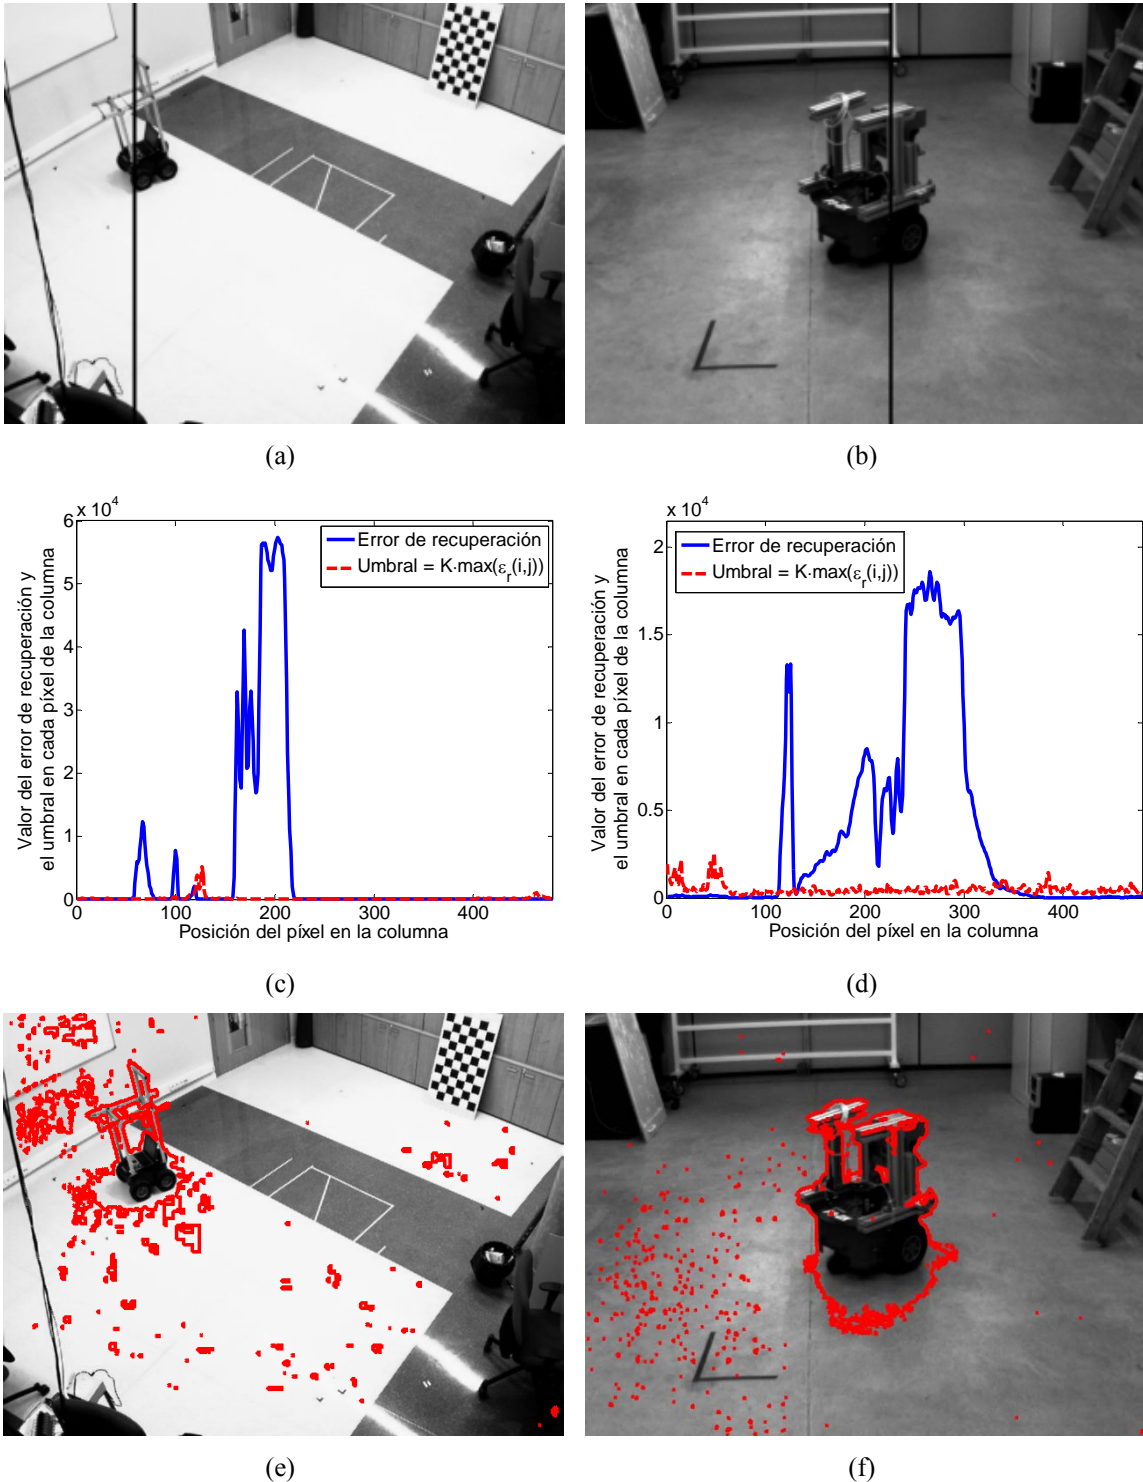 (a)
(b)
x 10^4
Valor del error de recuperación y
el umbral en cada píxel de la columna
6
5
4
3
2
1
0
0
100
200
300
400
Error de recuperación
Umbral = K·max(ε_r(i,j))
Posición del píxel en la columna
(c)
x 10^4
Valor del error de recuperación y
el umbral en cada píxel de la columna
2
1.5
1
0.5
0
0
100
200
300
400
Error de recuperación
Umbral = K·max(ε_r(i,j))
Posición del píxel en la columna
(d)
(e)
(f)